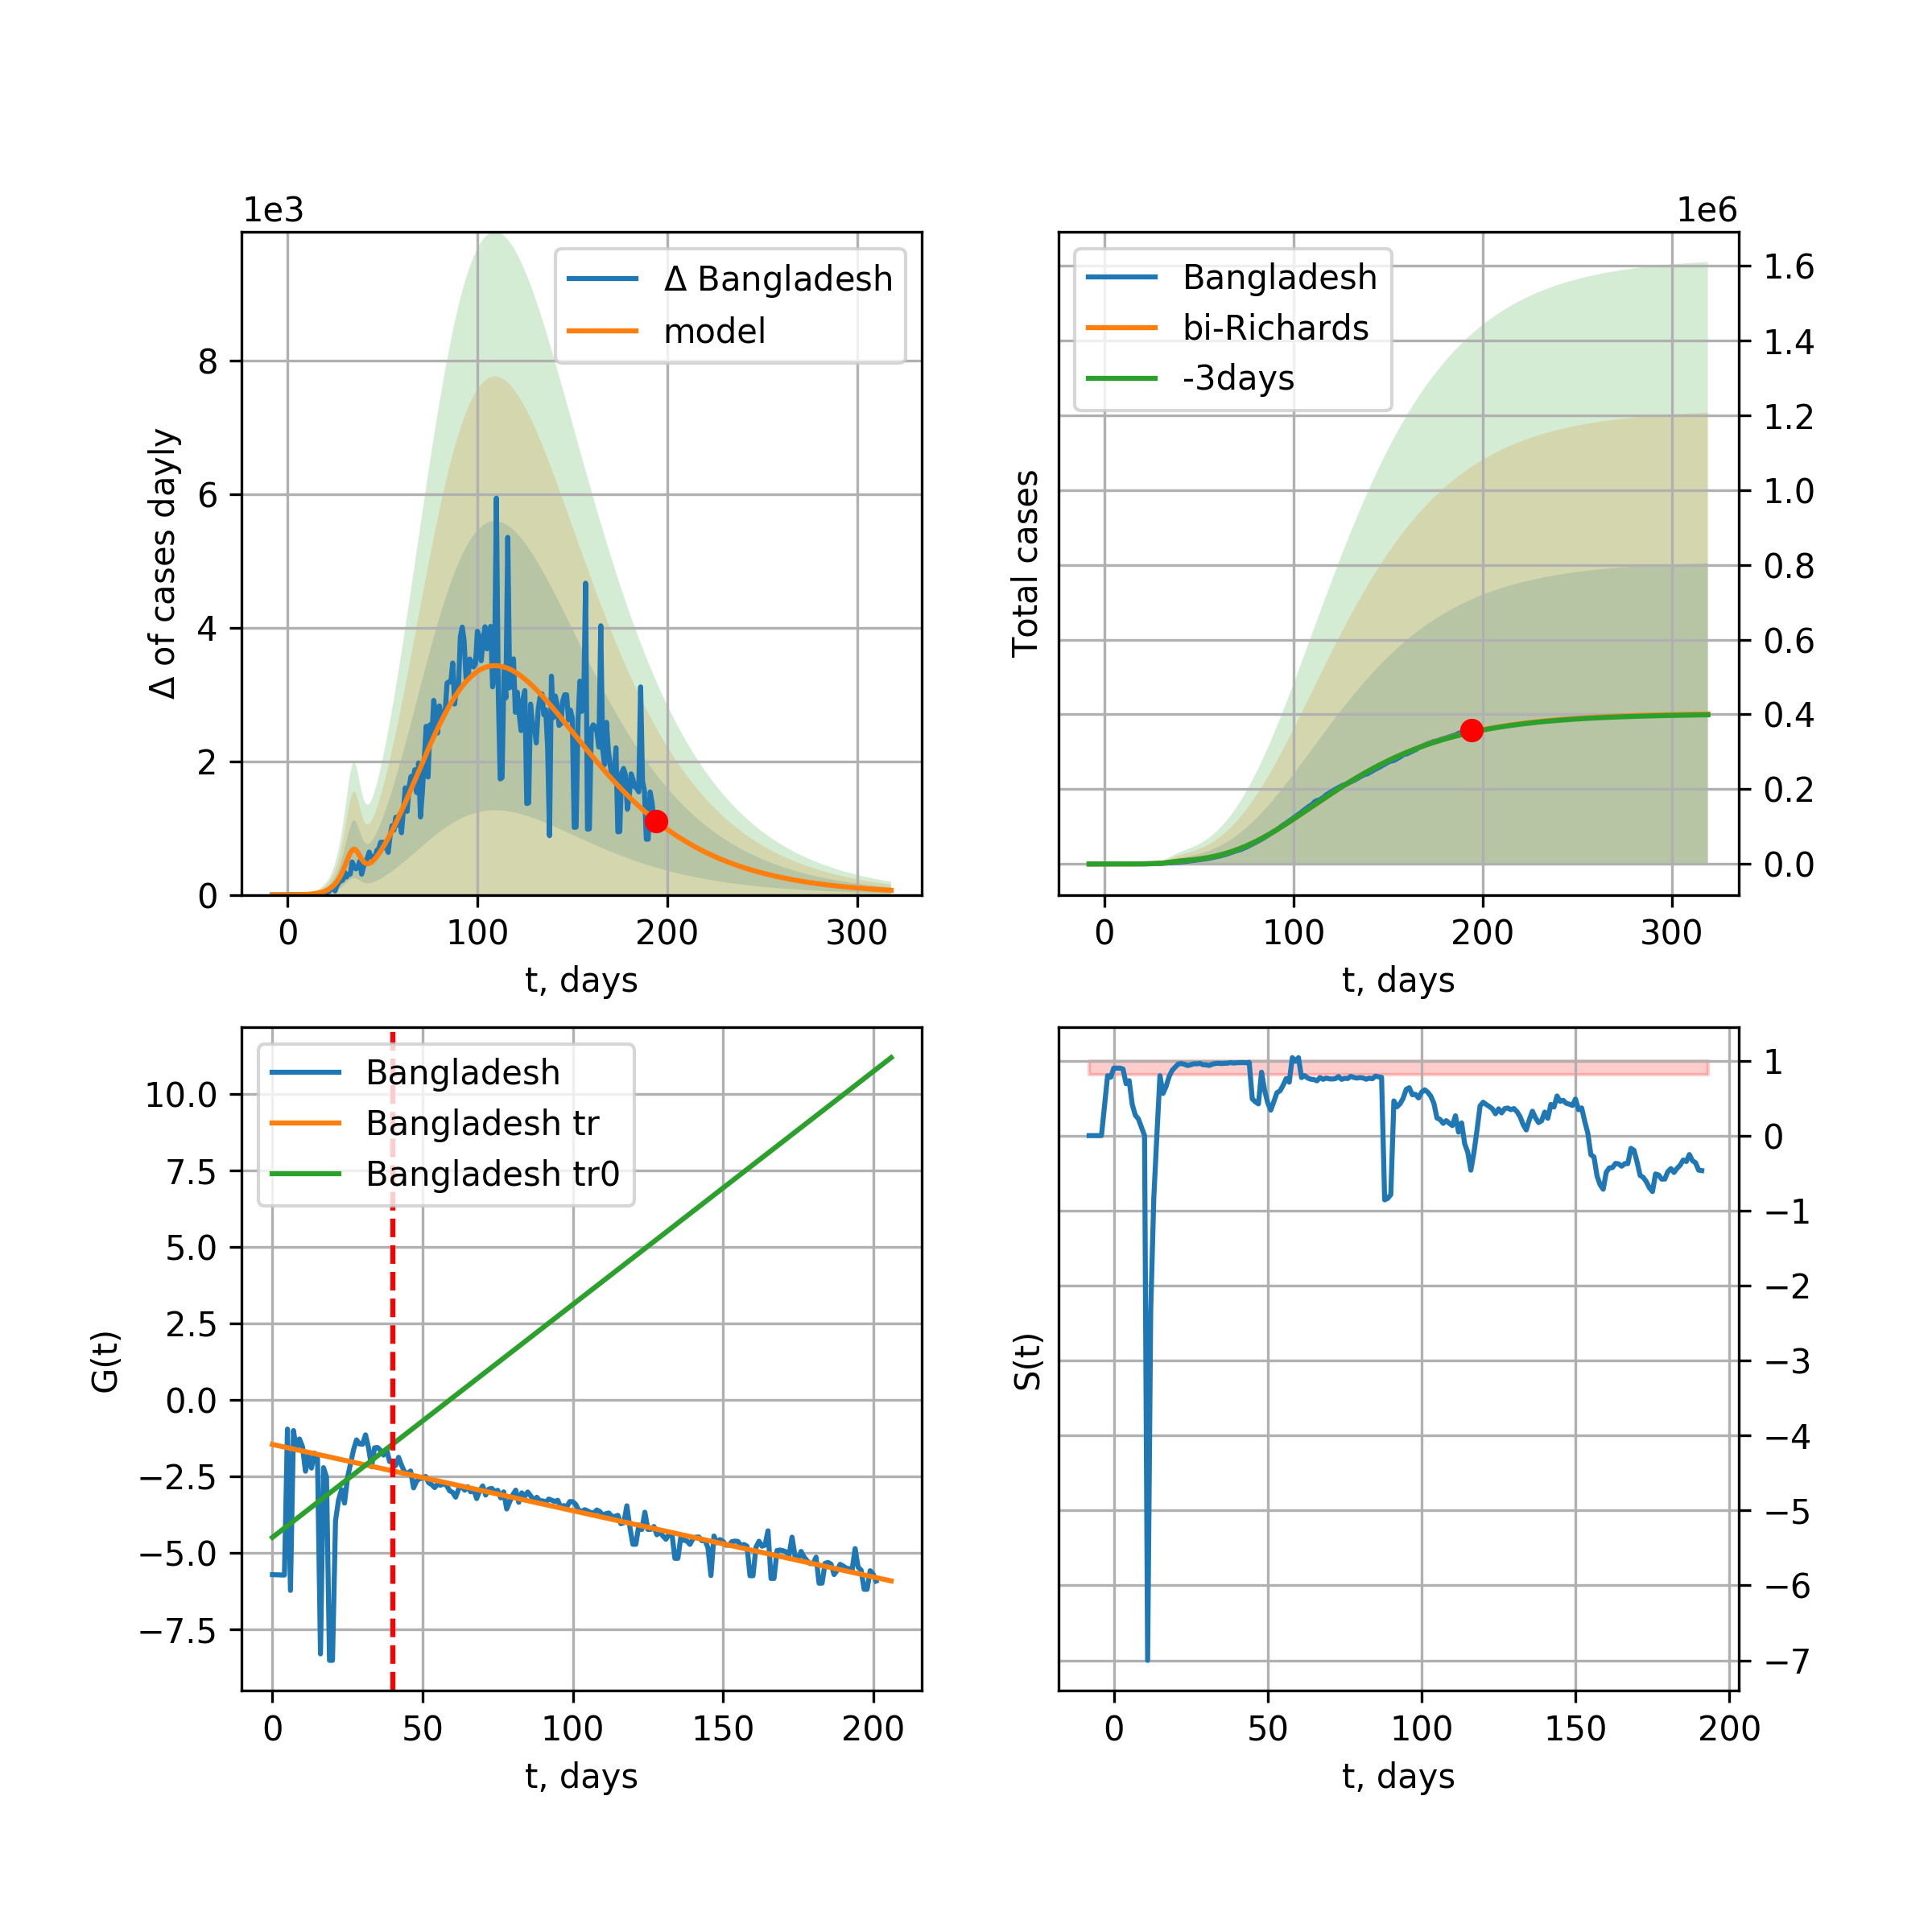 1e3
Δ of cases dayly
8
6
4
2
0
0 100 200 300
t, days
Δ Bangladesh
model
1e6
Total cases
1.6
1.4
1.2
1.0
0.8
0.6
0.4
0.2
0.0
0 100 200 300
t, days
Bangladesh
bi-Richards
-3days
G(t)
10.0
7.5
5.0
2.5
0.0
−2.5
−5.0
−7.5
0 50 100 150 200
t, days
Bangladesh
Bangladesh tr
Bangladesh tr0
S(t)
1
0
−1
−2
−3
−4
−5
−6
−7
0 50 100 150 200
t, days